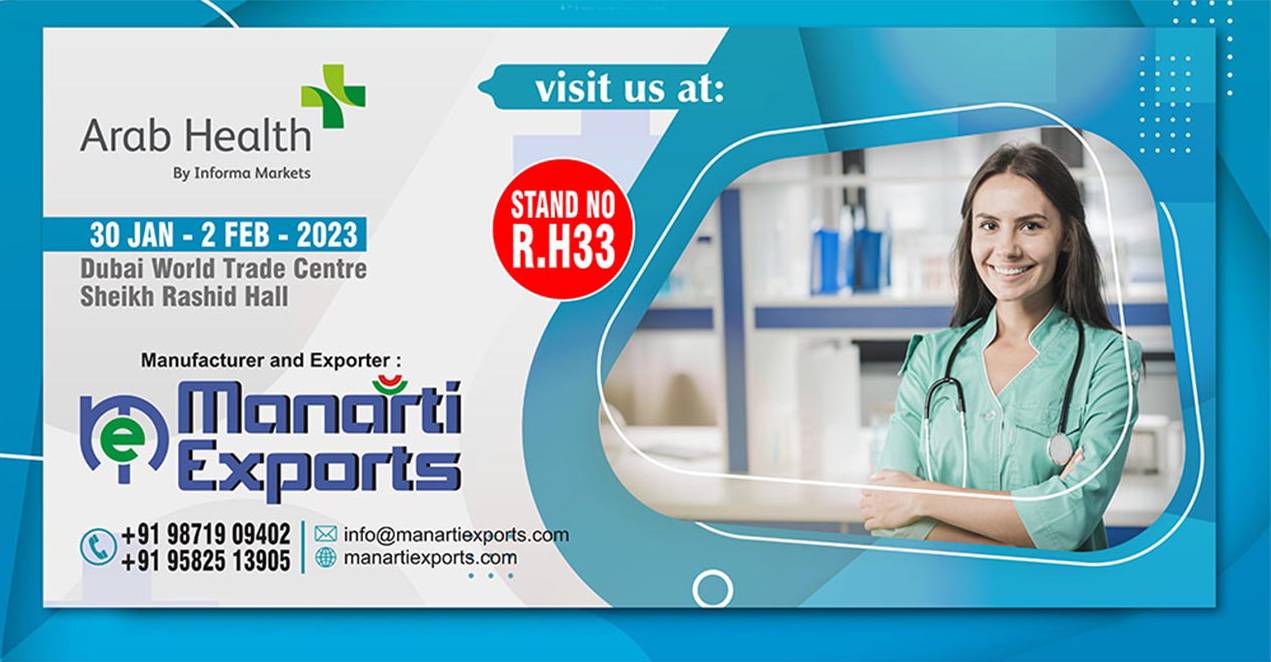 Arab Health
By Informa Markets
visit us at:
STAND NO
R.H33
30 JAN - 2 FEB - 2023
Dubai World Trade Centre
Sheikh Rashid Hall
Manufacturer and Exporter :
me
Manarti
Exports
+91 98719 09402
+91 95825 13905
info@manartiexports.com
manartiexports.com